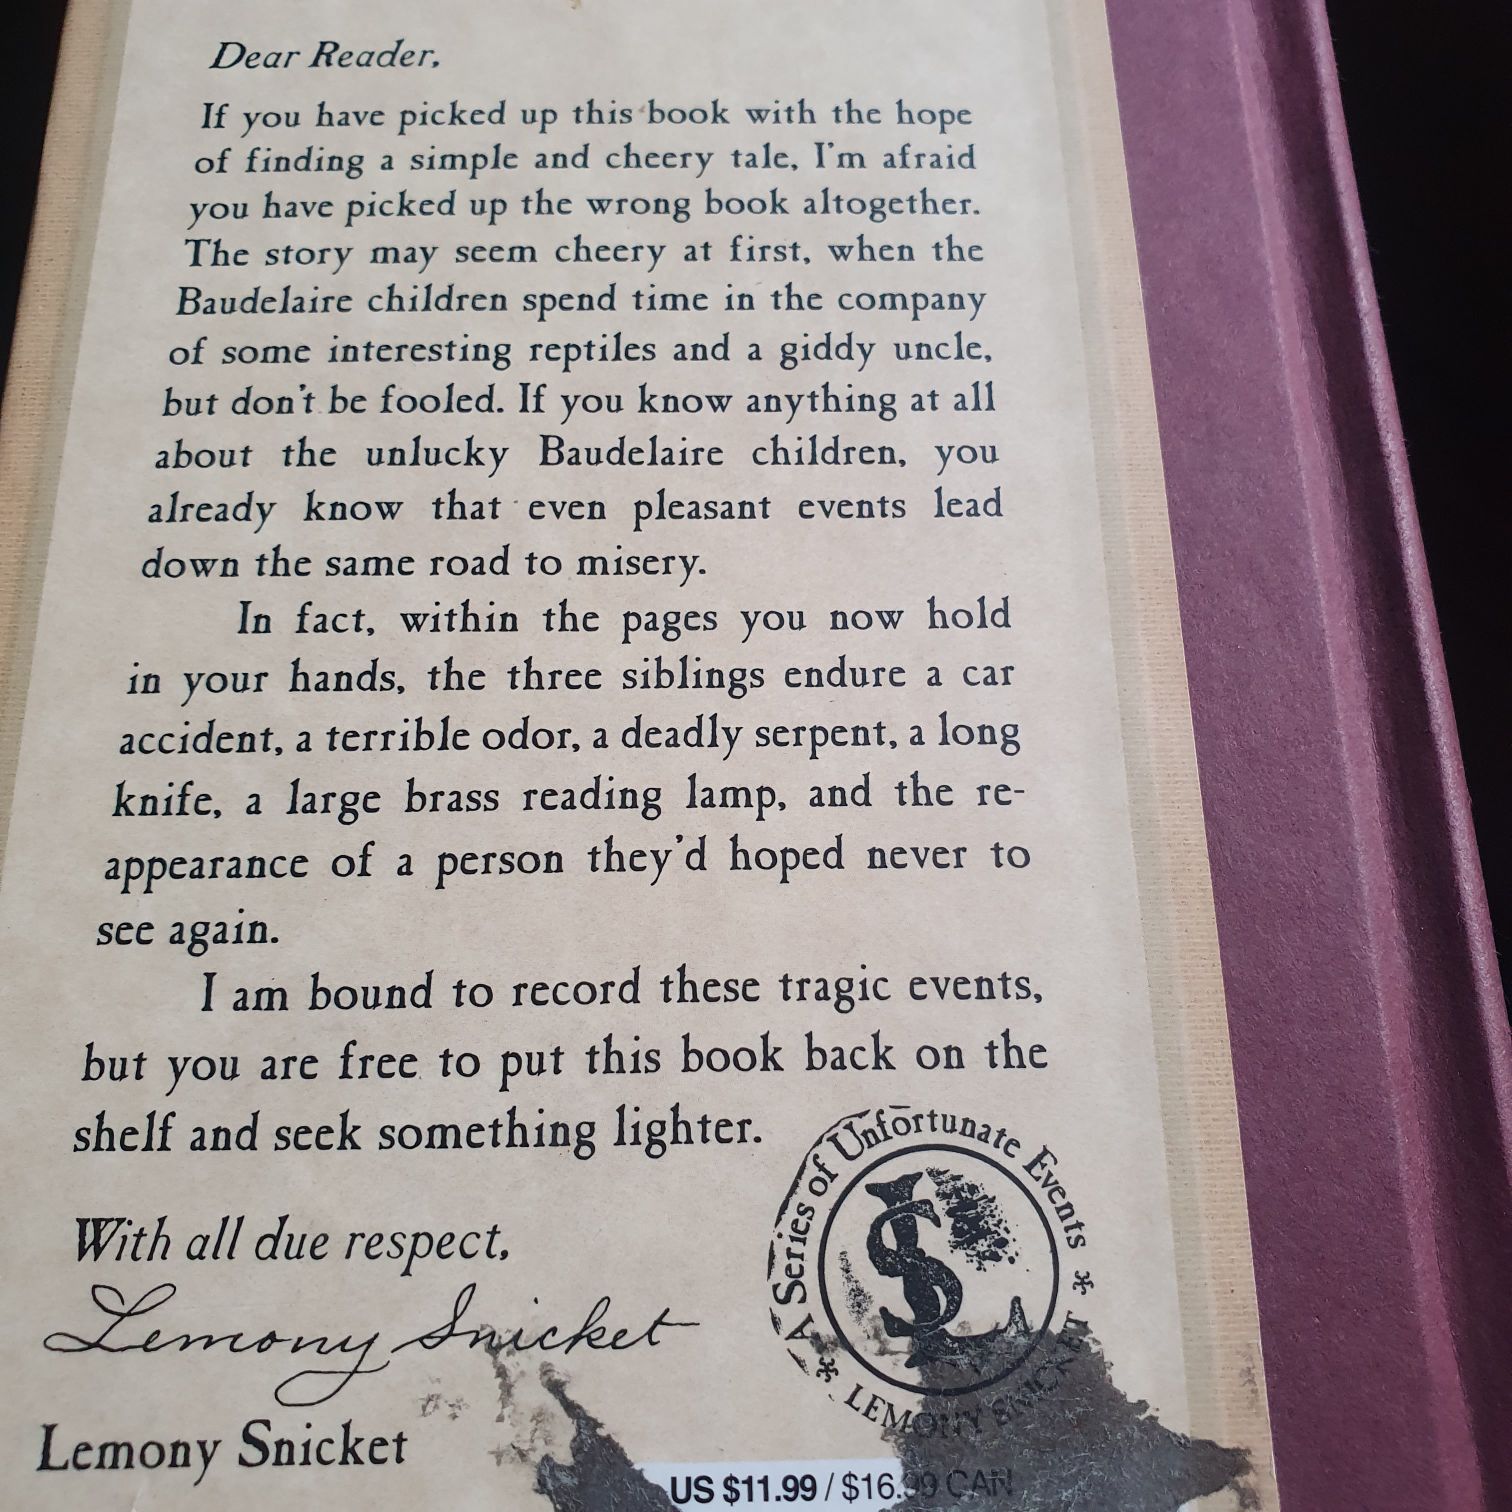 Dear Reader,
If you have picked up this book with the hope
of finding a simple and cheery tale, I'm afraid
you have picked up the wrong book altogether.
The story may seem cheery at first, when the
Baudelaire children spend time in the company
of some interesting reptiles and a giddy uncle,
but don't be fooled. If you know anything at all
about the unlucky Baudelaire children, you
already know that even pleasant events lead
down the same road to misery.
In fact, within the pages you now hold
in your hands, the three siblings endure a car
accident, a terrible odor, a deadly serpent, a long
knife, a large brass reading lamp, and the re-
appearance of a person they'd hoped never to
see again.
I am bound to record these tragic events,
but you are free to put this book back on the
shelf and seek something lighter.
With all due respect,
Lemony Snicket
Lemony Snicket
* A Series of Unfortunate Events *
LS
LEMONY SNICKET
US $11.99 / $16.99 CAN